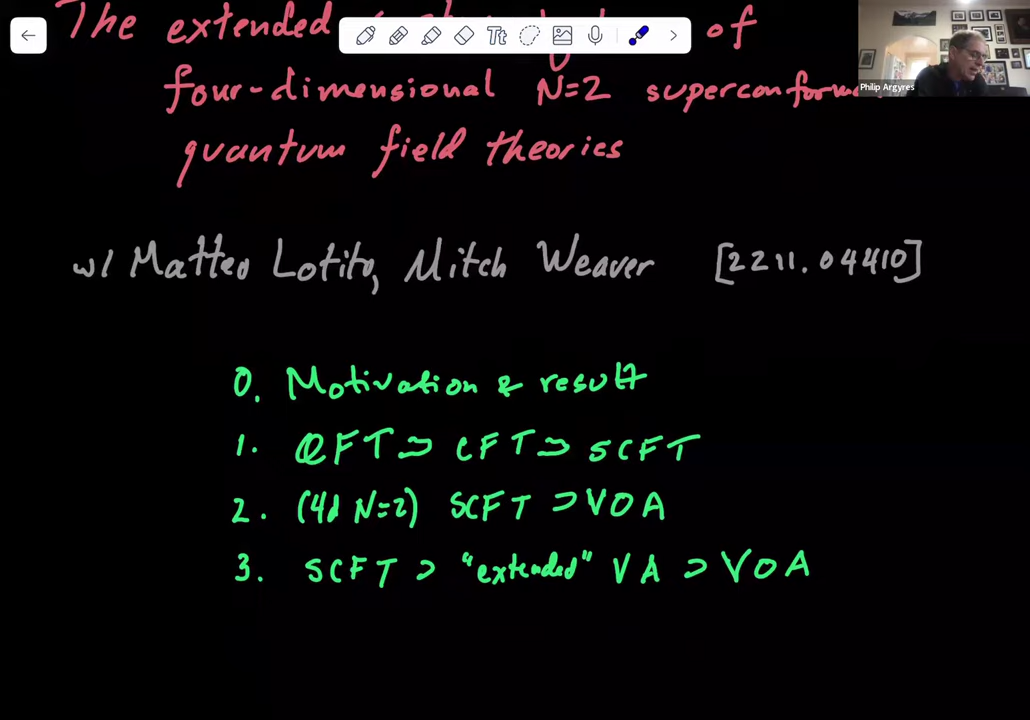 The extended of
four-dimensional N=2
quantum field theories
Philip Argyres
w/ Matteo Lotito, Mitch Weaver [2211.04410]
0. Motivation & result
1. QFT ⊃ CFT ⊃ SCFT
2. (4d N=2) SCFT ⊃ VOA
3. SCFT ⊃ "extended" VA ⊃ VOA
Tt